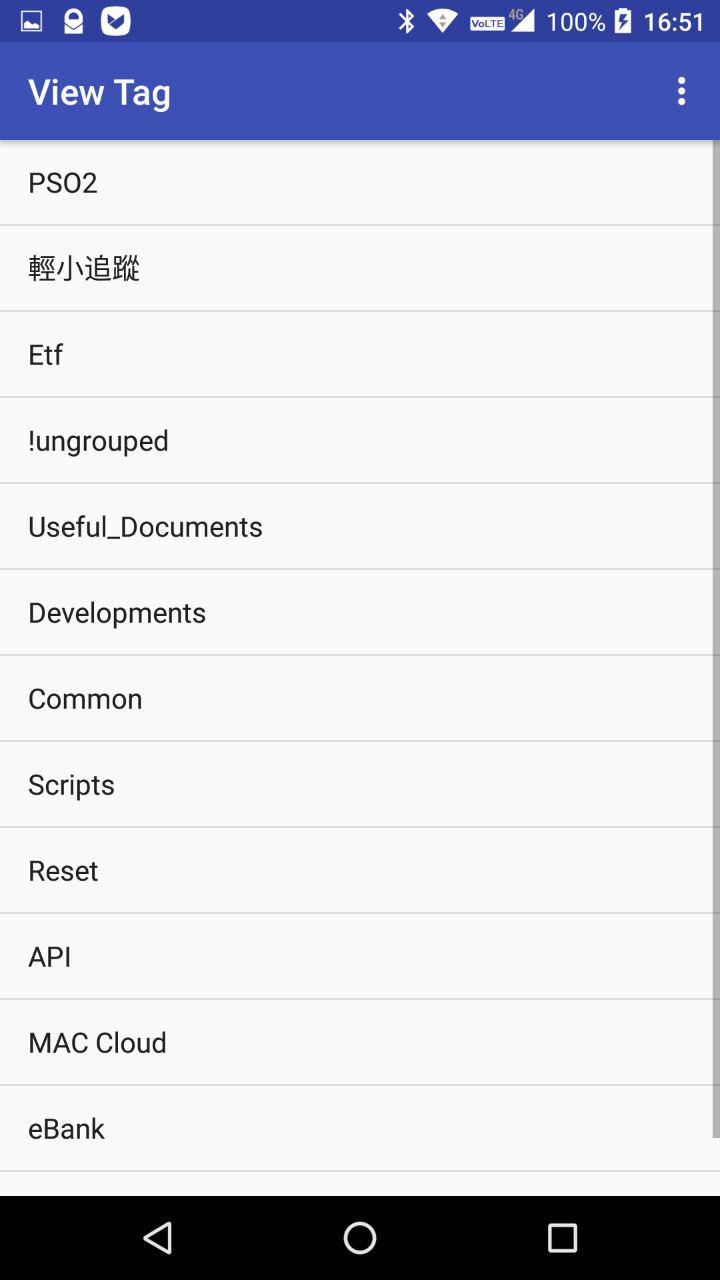 VoLTE 4G 100% 16:51
View Tag
PSO2
輕小追蹤
Etf
!ungrouped
Useful_Documents
Developments
Common
Scripts
Reset
API
MAC Cloud
eBank